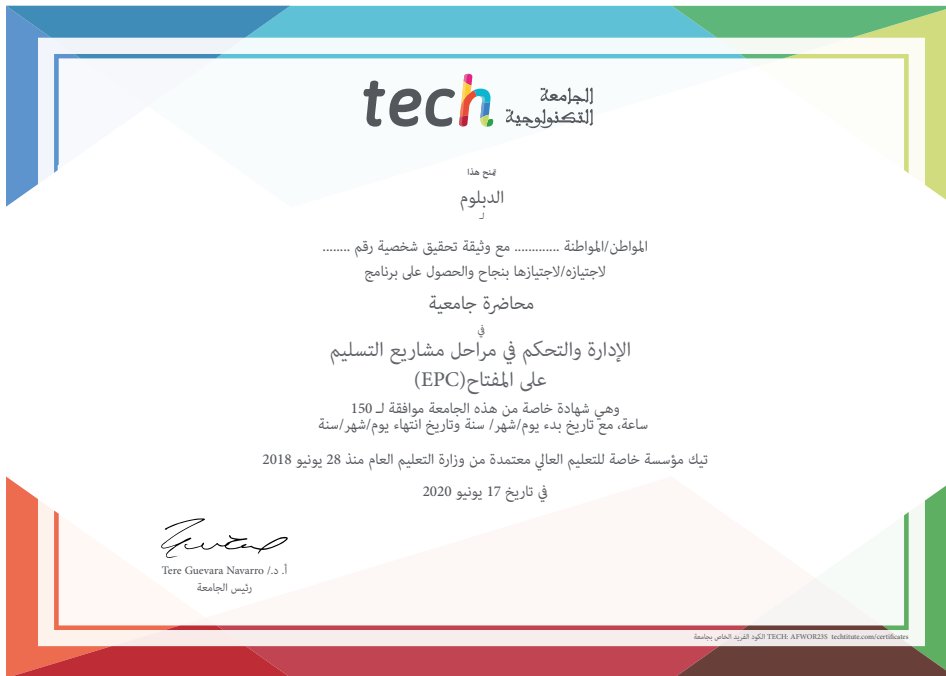 tech الجامعة
التكنولوجية
يمنح هذا
الدبلوم
لـ
المواطن/المواطنة ............. مع وثيقة تحقيق شخصية رقم ........
لاجتيازه/لاجتيازها بنجاح والحصول على برنامج
محاضرة جامعية
في
الإدارة والتحكم في مراحل مشاريع التسليم
على المفتاح(EPC)
وهي شهادة خاصة من هذه الجامعة موافقة لـ 150
ساعة، مع تاريخ بدء يوم/شهر/ سنة وتاريخ انتهاء يوم/شهر/سنة
تيك مؤسسة خاصة للتعليم العالي معتمدة من وزارة التعليم العام منذ 28 يونيو 2018
في تاريخ 17 يونيو 2020
أ. د./ Tere Guevara Navarro
رئيس الجامعة
الكود الفريد الخاص بجامعة TECH: AFWOR23S techtitute.com/certificates